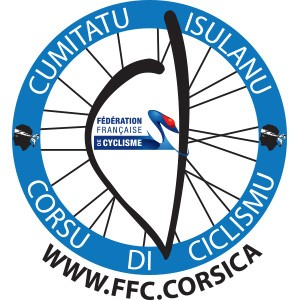 CUMITATU ISULANU
FÉDÉRATION
FRANÇAISE
DE CYCLISME
CORSU DI CICLISMU
WWW.FFC.CORSICA